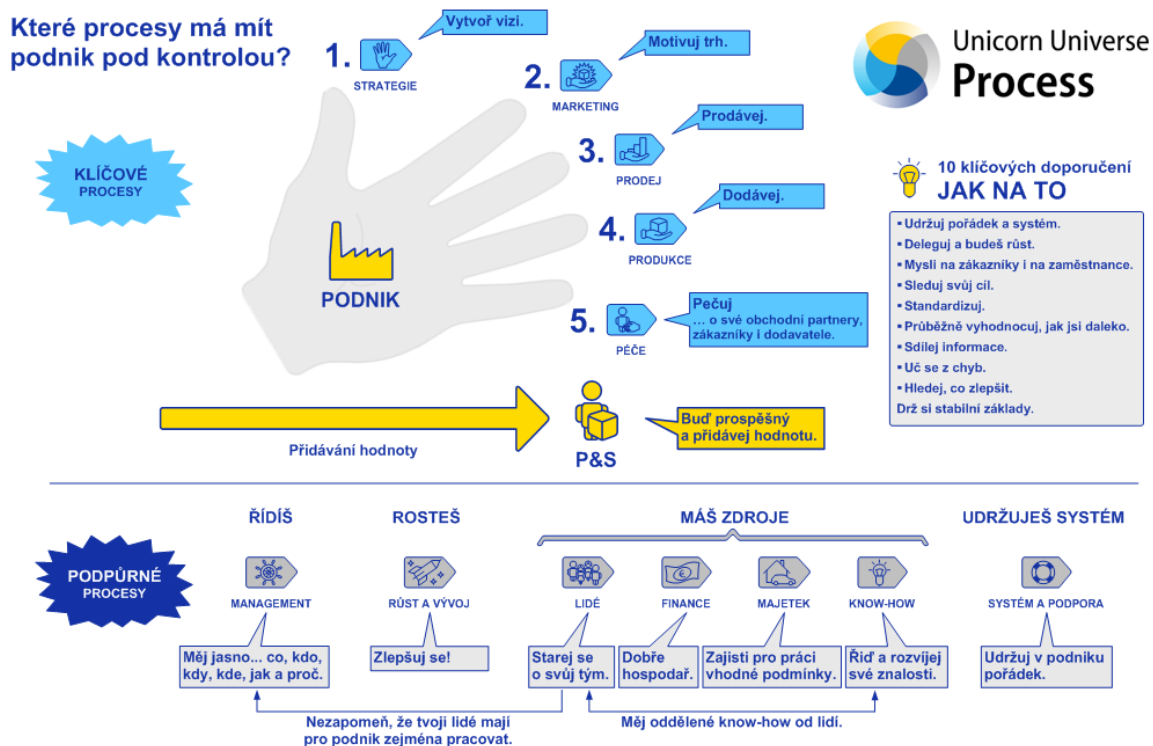 Které procesy má mít
podnik pod kontrolou?
1.
STRATEGIE
Vytvoř vizi.
2.
MARKETING
Motivuj trh.
3.
PRODEJ
Prodávej.
4.
PRODUKCE
Dodávej.
5.
PÉČE
Pečuj
... o své obchodní partnery,
zákazníky i dodavatele.
Unicorn Universe
Process
KLÍČOVÉ
PROCESY
PODNIK
10 klíčových doporučení
JAK NA TO
▪ Udržuj pořádek a systém.
▪ Deleguj a budeš růst.
▪ Mysli na zákazníky i na zaměstnance.
▪ Sleduj svůj cíl.
▪ Standardizuj.
▪ Průběžně vyhodnocuj, jak jsi daleko.
▪ Sdílej informace.
▪ Uč se z chyb.
▪ Hledej, co zlepšit.
Drž si stabilní základy.
Přidávání hodnoty
P&S
Buď prospěšný
a přidávej hodnotu.
PODPŮRNÉ
PROCESY
ŘÍDÍŠ
ROSTEŠ
MÁŠ ZDROJE
UDRŽUJEŠ SYSTÉM
MANAGEMENT
RŮST A VÝVOJ
LIDÉ
FINANCE
MAJETEK
KNOW-HOW
SYSTÉM A PODPORA
Měj jasno... co, kdo,
kdy, kde, jak a proč.
Zlepšuj se!
Starej se
o svůj tým.
Dobře
hospodař.
Zajisti pro práci
vhodné podmínky.
Řiď a rozvíjej
své znalosti.
Udržuj v podniku
pořádek.
Nezapomeň, že tvoji lidé mají
pro podnik zejména pracovat.
Měj oddělené know-how od lidí.